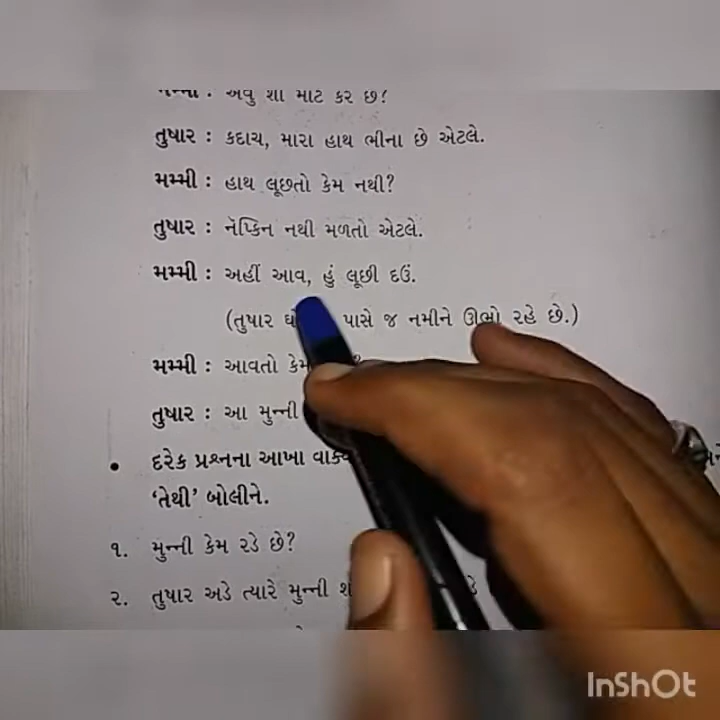 મમ્મી : એવું શા માટે કરે છે?
તુષાર : કદાચ, મારા હાથ ભીના છે એટલે.
મમ્મી : હાથ લૂછતો કેમ નથી?
તુષાર : નૅપ્કિન નથી મળતો એટલે.
મમ્મી : અહીં આવ, હું લૂછી દઉં.
(તુષાર પાસે જ નમીને ઊભો રહે છે.)
મમ્મી : આવતો કેમ
તુષાર : આ મુન્ની
• દરેક પ્રશ્નના આખા
‘તેથી’ બોલીને.
૧. મુન્ની કેમ રડે છે?
૨. તુષાર અડે ત્યારે મુન્ની
InShOt